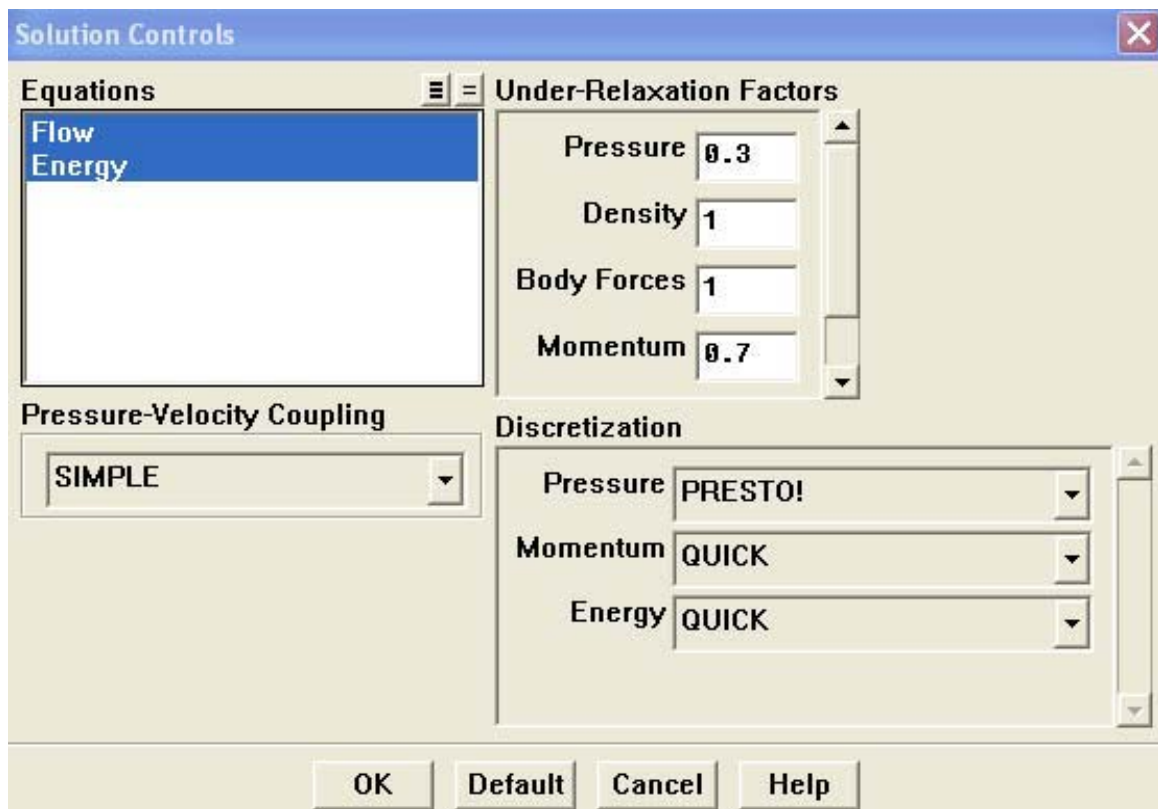 Solution Controls
Equations
Flow
Energy
Pressure-Velocity Coupling
SIMPLE
Under-Relaxation Factors
Pressure 0.3
Density 1
Body Forces 1
Momentum 0.7
Discretization
Pressure PRESTO!
Momentum QUICK
Energy QUICK
OK Default Cancel Help